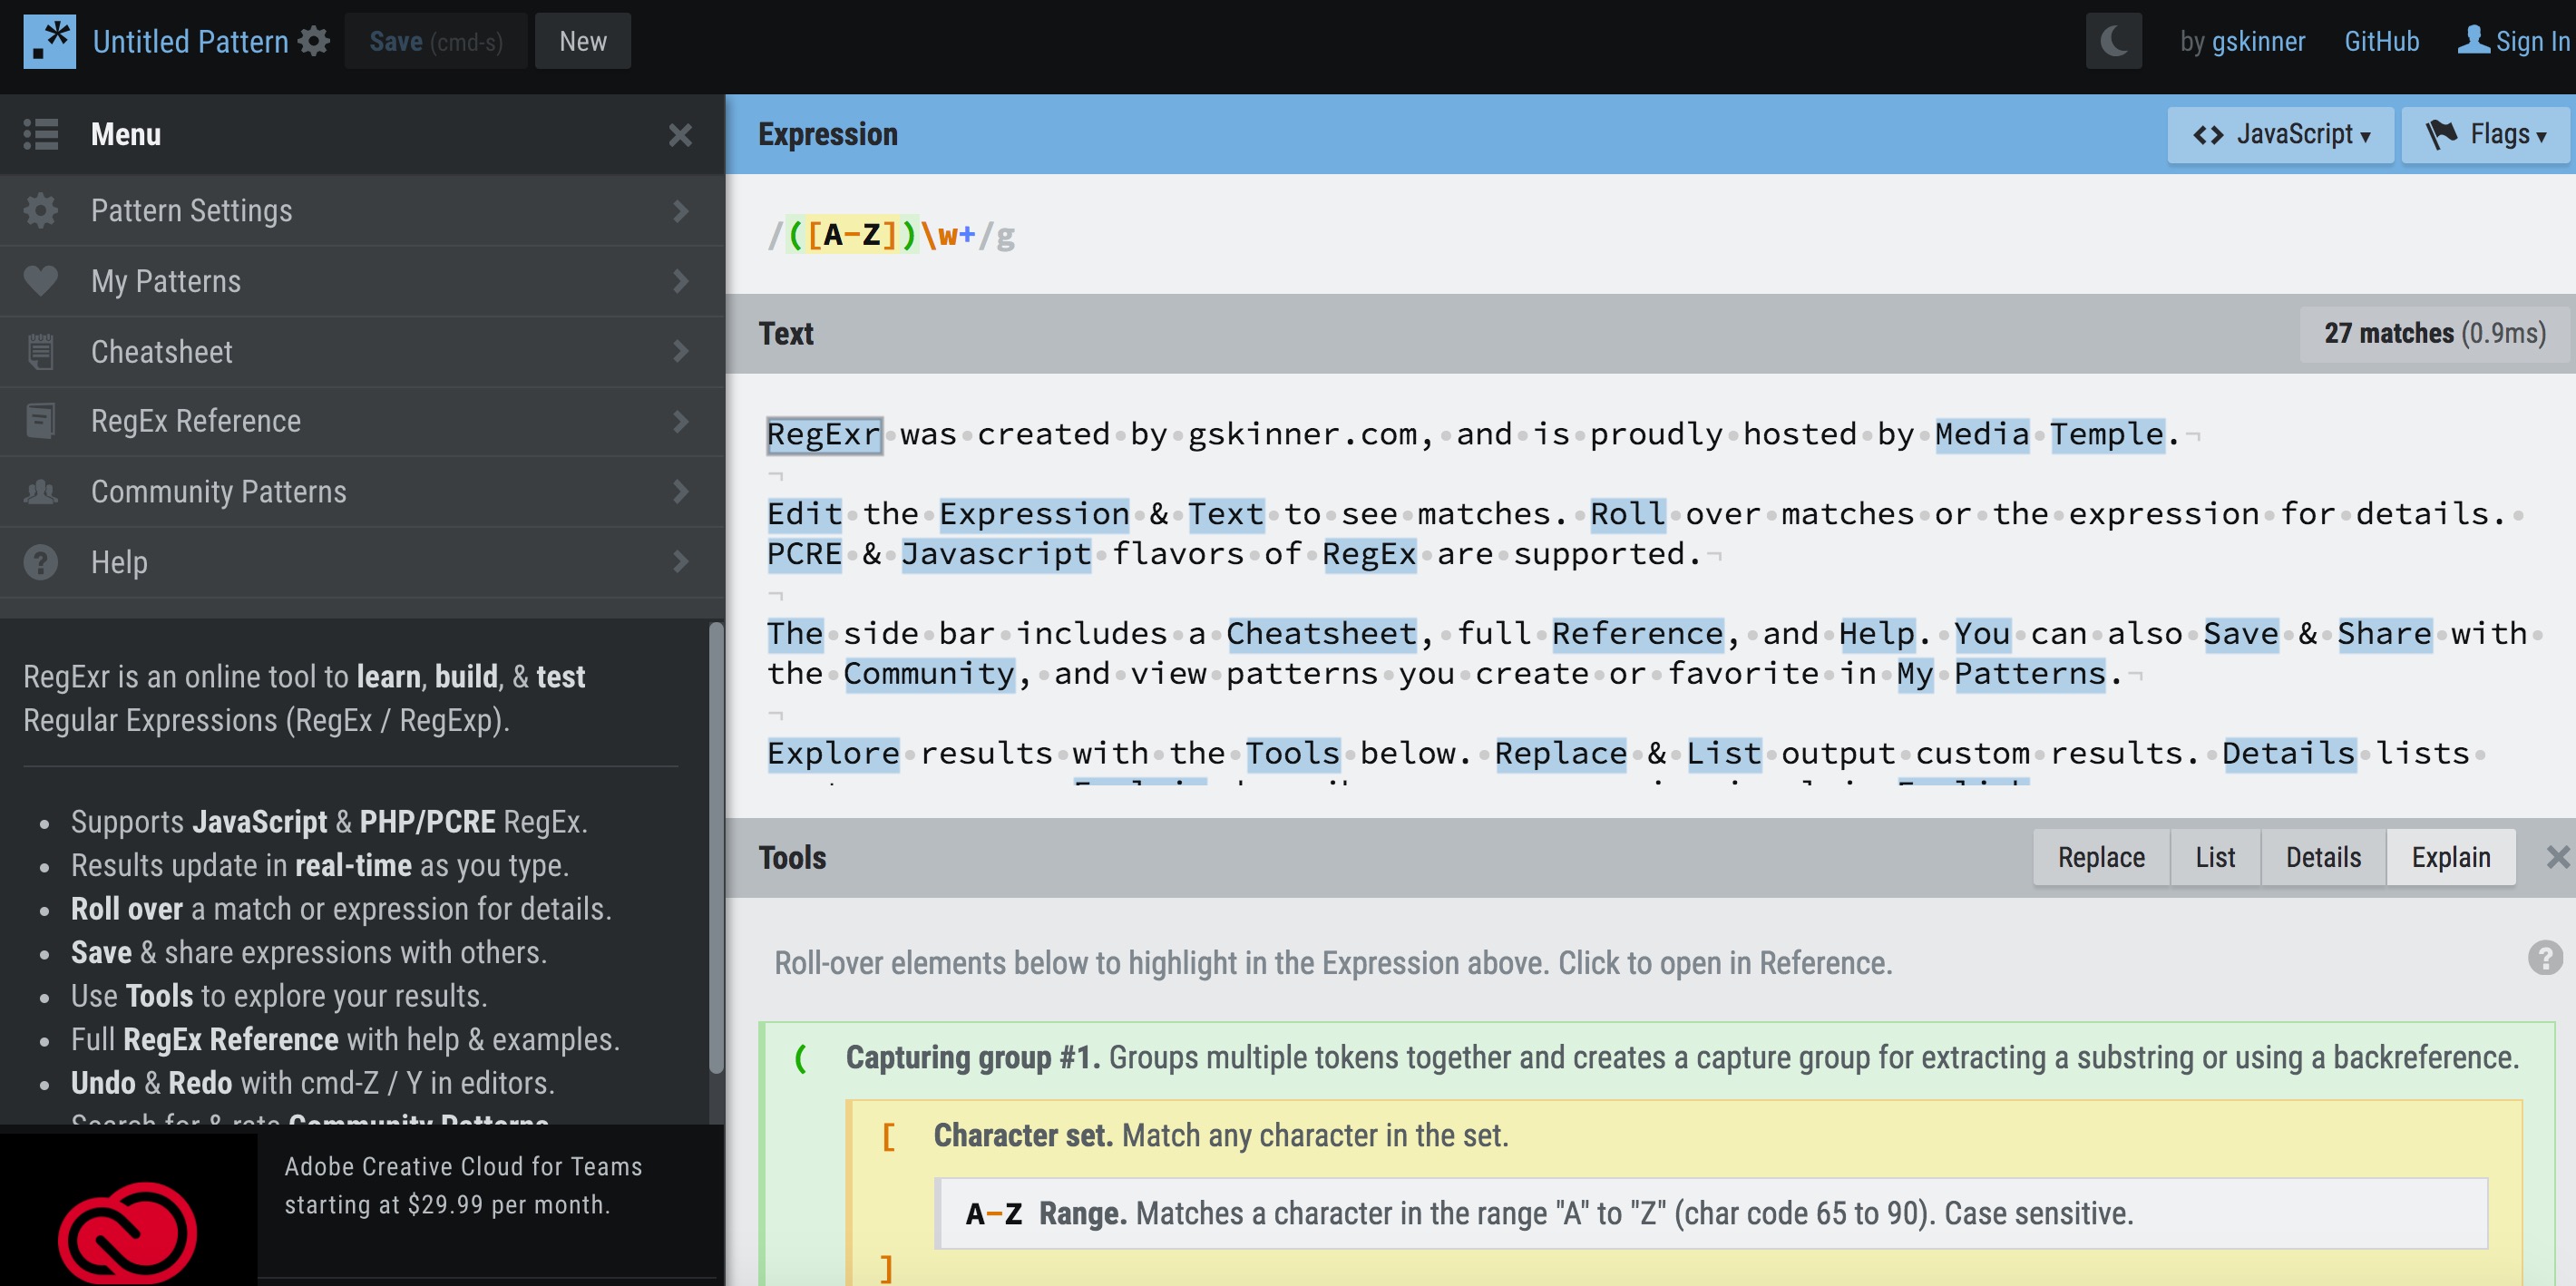 .* Untitled Pattern Save (cmd-s) New by gskinner GitHub Sign In
Menu
Pattern Settings
My Patterns
Cheatsheet
RegEx Reference
Community Patterns
Help
RegExr is an online tool to learn, build, & test
Regular Expressions (RegEx / RegExp).
• Supports JavaScript & PHP/PCRE RegEx.
• Results update in real-time as you type.
• Roll over a match or expression for details.
• Save & share expressions with others.
• Use Tools to explore your results.
• Full RegEx Reference with help & examples.
• Undo & Redo with cmd-Z / Y in editors.
Search for & rate Community Patterns
Adobe Creative Cloud for Teams
starting at $29.99 per month.
Expression <> JavaScript Flags
/([A-Z])\w+/g
Text 27 matches (0.9ms)
RegExr was created by gskinner.com, and is proudly hosted by Media Temple.
Edit the Expression & Text to see matches. Roll over matches or the expression for details.
PCRE & Javascript flavors of RegEx are supported.
The side bar includes a Cheatsheet, full Reference, and Help. You can also Save & Share with
the Community, and view patterns you create or favorite in My Patterns.
Explore results with the Tools below. Replace & List output custom results. Details lists
Tools Replace List Details Explain
Roll-over elements below to highlight in the Expression above. Click to open in Reference. ?
( Capturing group #1. Groups multiple tokens together and creates a capture group for extracting a substring or using a backreference.
[ Character set. Match any character in the set.
A-Z Range. Matches a character in the range "A" to "Z" (char code 65 to 90). Case sensitive.
]